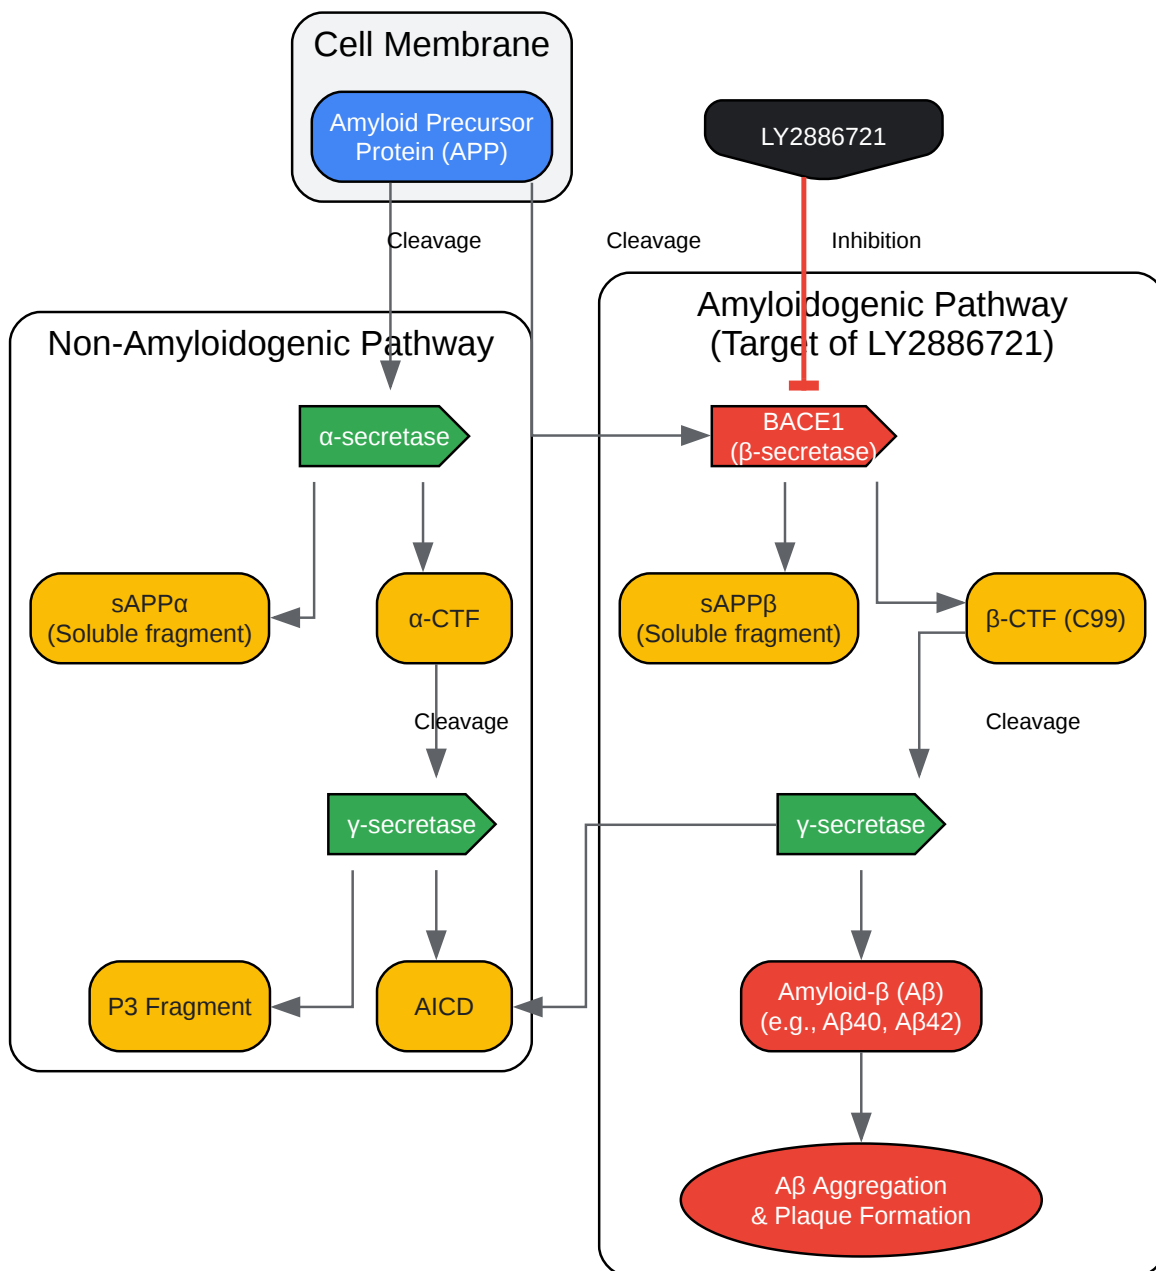 Cell Membrane
Amyloid Precursor
Protein (APP)
LY2886721
Cleavage
Cleavage
Inhibition
Non-Amyloidogenic Pathway
Amyloidogenic Pathway
(Target of LY2886721)
α-secretase
BACE1
(β-secretase)
sAPPα
(Soluble fragment)
α-CTF
sAPPβ
(Soluble fragment)
β-CTF (C99)
Cleavage
Cleavage
γ-secretase
γ-secretase
P3 Fragment
AICD
Amyloid-β (Aβ)
(e.g., Aβ40, Aβ42)
Aβ Aggregation
& Plaque Formation